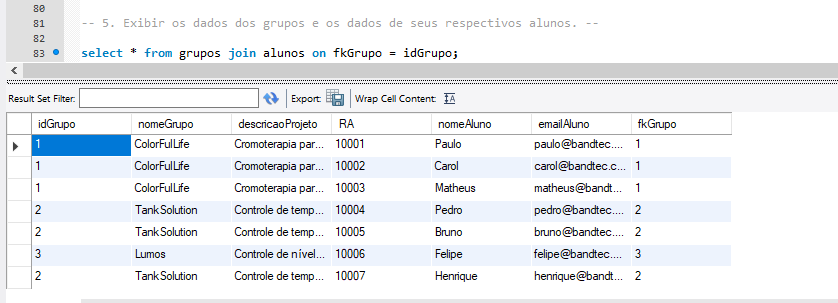 80
81 -- 5. Exibir os dados dos grupos e os dados de seus respectivos alunos. --
82
83 select * from grupos join alunos on fkGrupo = idGrupo;
Result Set Filter: Export: Wrap Cell Content:
idGrupo nomeGrupo descricaoProjeto RA nomeAluno emailAluno fkGrupo
1 ColorFulLife Cromoterapia par... 10001 Paulo paulo@bandtec.... 1
1 ColorFulLife Cromoterapia par... 10002 Carol carol@bandtec.c... 1
1 ColorFulLife Cromoterapia par... 10003 Matheus matheus@bandt... 1
2 TankSolution Controle de temp... 10004 Pedro pedro@bandtec.... 2
2 TankSolution Controle de temp... 10005 Bruno bruno@bandtec.... 2
3 Lumos Controle de nível... 10006 Felipe felipe@bandtec.... 3
2 TankSolution Controle de temp... 10007 Henrique henrique@bandt... 2